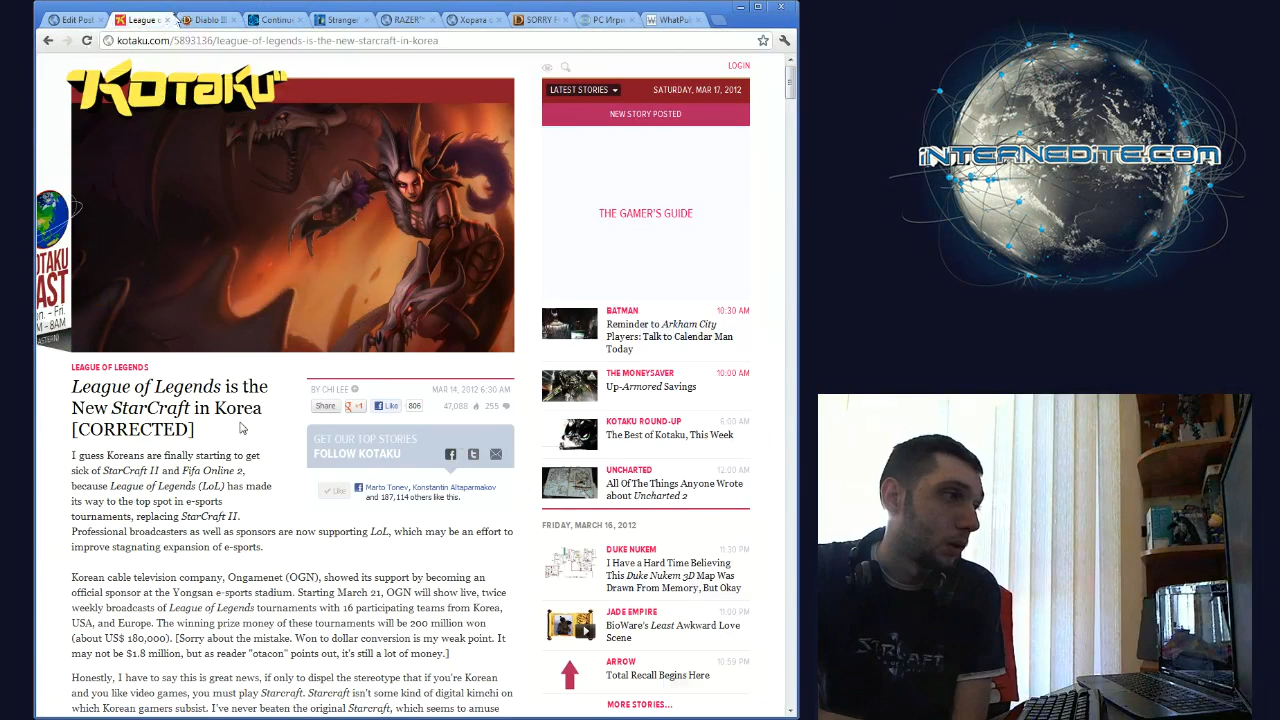 Edit Post
League o
Diablo III
Continue
Stranger
RAZER™
Хората с
SORRY F
РС Игри
WhatPul
kotaku.com/5893136/league-of-legends-is-the-new-starcraft-in-korea
"KOTAKU"
LOGIN
LATEST STORIES
SATURDAY, MAR 17, 2012
NEW STORY POSTED
THE GAMER'S GUIDE
BATMAN 10:30 AM
Reminder to Arkham City
Players: Talk to Calendar Man
Today
THE MONEYSAVER 10:00 AM
Up-Armored Savings
KOTAKU ROUND-UP 6:00 AM
The Best of Kotaku, This Week
UNCHARTED 12:00 AM
All Of The Things Anyone Wrote
about Uncharted 2
FRIDAY, MARCH 16, 2012
DUKE NUKEM 11:30 PM
I Have a Hard Time Believing
This Duke Nukem 3D Map Was
Drawn From Memory, But Okay
JADE EMPIRE 11:00 PM
BioWare's Least Awkward Love
Scene
ARROW 10:59 PM
Total Recall Begins Here
MORE STORIES...
LEAGUE OF LEGENDS
League of Legends is the
New StarCraft in Korea
[CORRECTED]
BY CHI LEE
MAR 14, 2012 6:30 AM
Share
+1
Like
806
47,088
255
GET OUR TOP STORIES
FOLLOW KOTAKU
Like
Marto Tonev, Konstantin Altaparmakov
and 187,114 others like this.
I guess Koreans are finally starting to get
sick of StarCraft II and Fifa Online 2,
because League of Legends (LoL) has made
its way to the top spot in e-sports
tournaments, replacing StarCraft II.
Professional broadcasters as well as sponsors are now supporting LoL, which may be an effort to
improve stagnating expansion of e-sports.
Korean cable television company, Ongamenet (OGN), showed its support by becoming an
official sponsor at the Yongsan e-sports stadium. Starting March 21, OGN will show live, twice
weekly broadcasts of League of Legends tournaments with 16 participating teams from Korea,
USA, and Europe. The winning prize money of these tournaments will be 200 million won
(about US$ 180,000). [Sorry about the mistake. Won to dollar conversion is my weak point. It
may not be $1.8 million, but as reader "otacon" points out, it's still a lot of money.]
Honestly, I have to say this is great news, if only to dispel the stereotype that if you're Korean
and you like video games, you must play Starcraft. Starcraft isn't some kind of digital kimchi on
which Korean gamers subsist. I've never beaten the original Starcraft, which seems to amuse
iNTERNEDiTE.COM
STARCRAFT